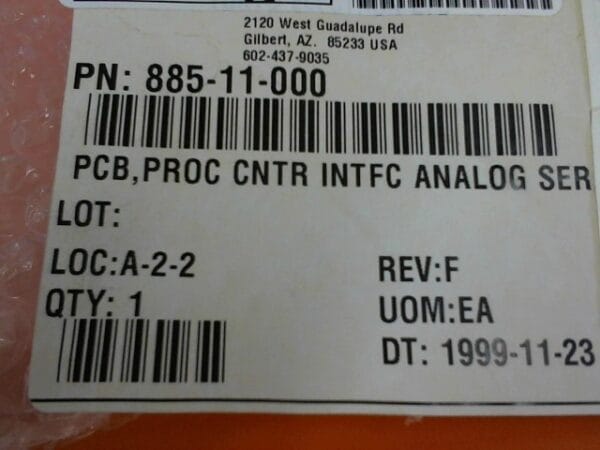 2120 West Guadalupe Rd
Gilbert, AZ. 85233 USA
602-437-9035
PN: 885-11-000
PCB,PROC CNTR INTFC ANALOG SER
LOT:
LOC:A-2-2
REV:F
QTY: 1
UOM:EA
DT: 1999-11-23